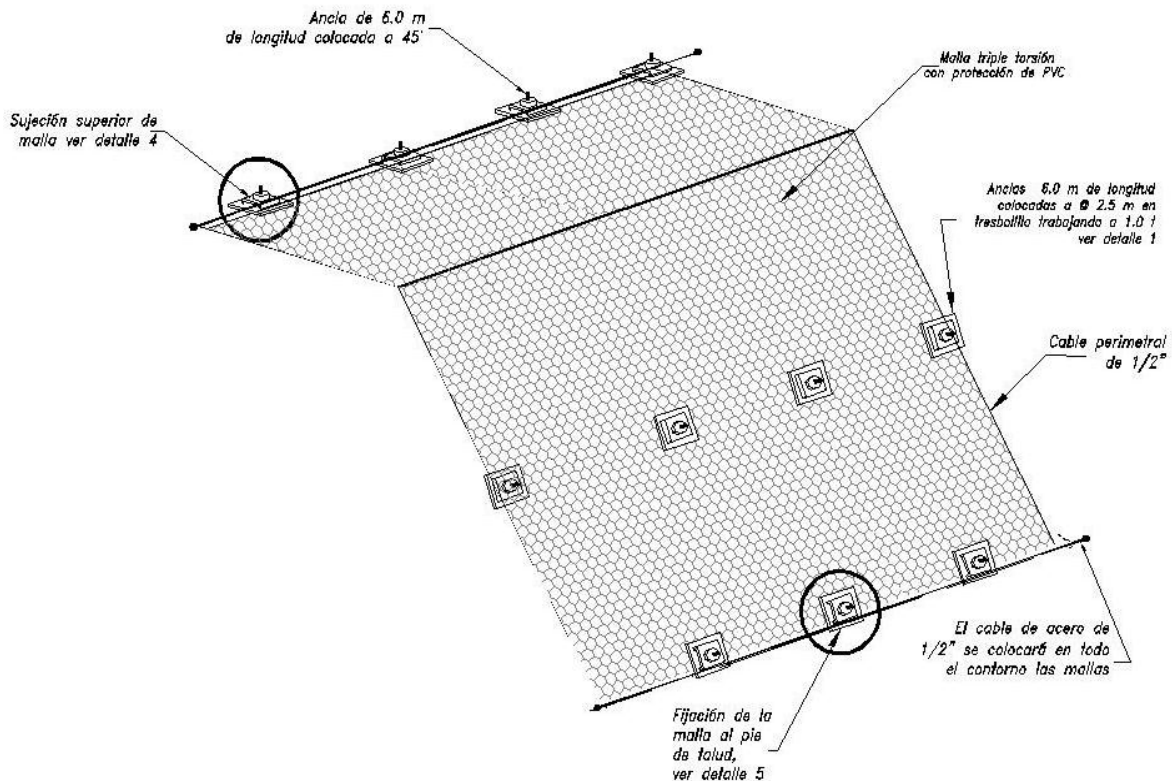 Ancla de 6.0 m
de longitud colocada a 45°
Malla triple torsión
con protección de PVC
Sujeción superior de
malla ver detalle 4
Anclas 6.0 m de longitud
colocadas a @ 2.5 m en
tresbolillo trabajando a 1.0 t
ver detalle 1
Cable perimetral
de 1/2"
El cable de acero de
1/2" se colocará en todo
el contorno las mallas
Fijación de la
malla al pie
de talud,
ver detalle 5